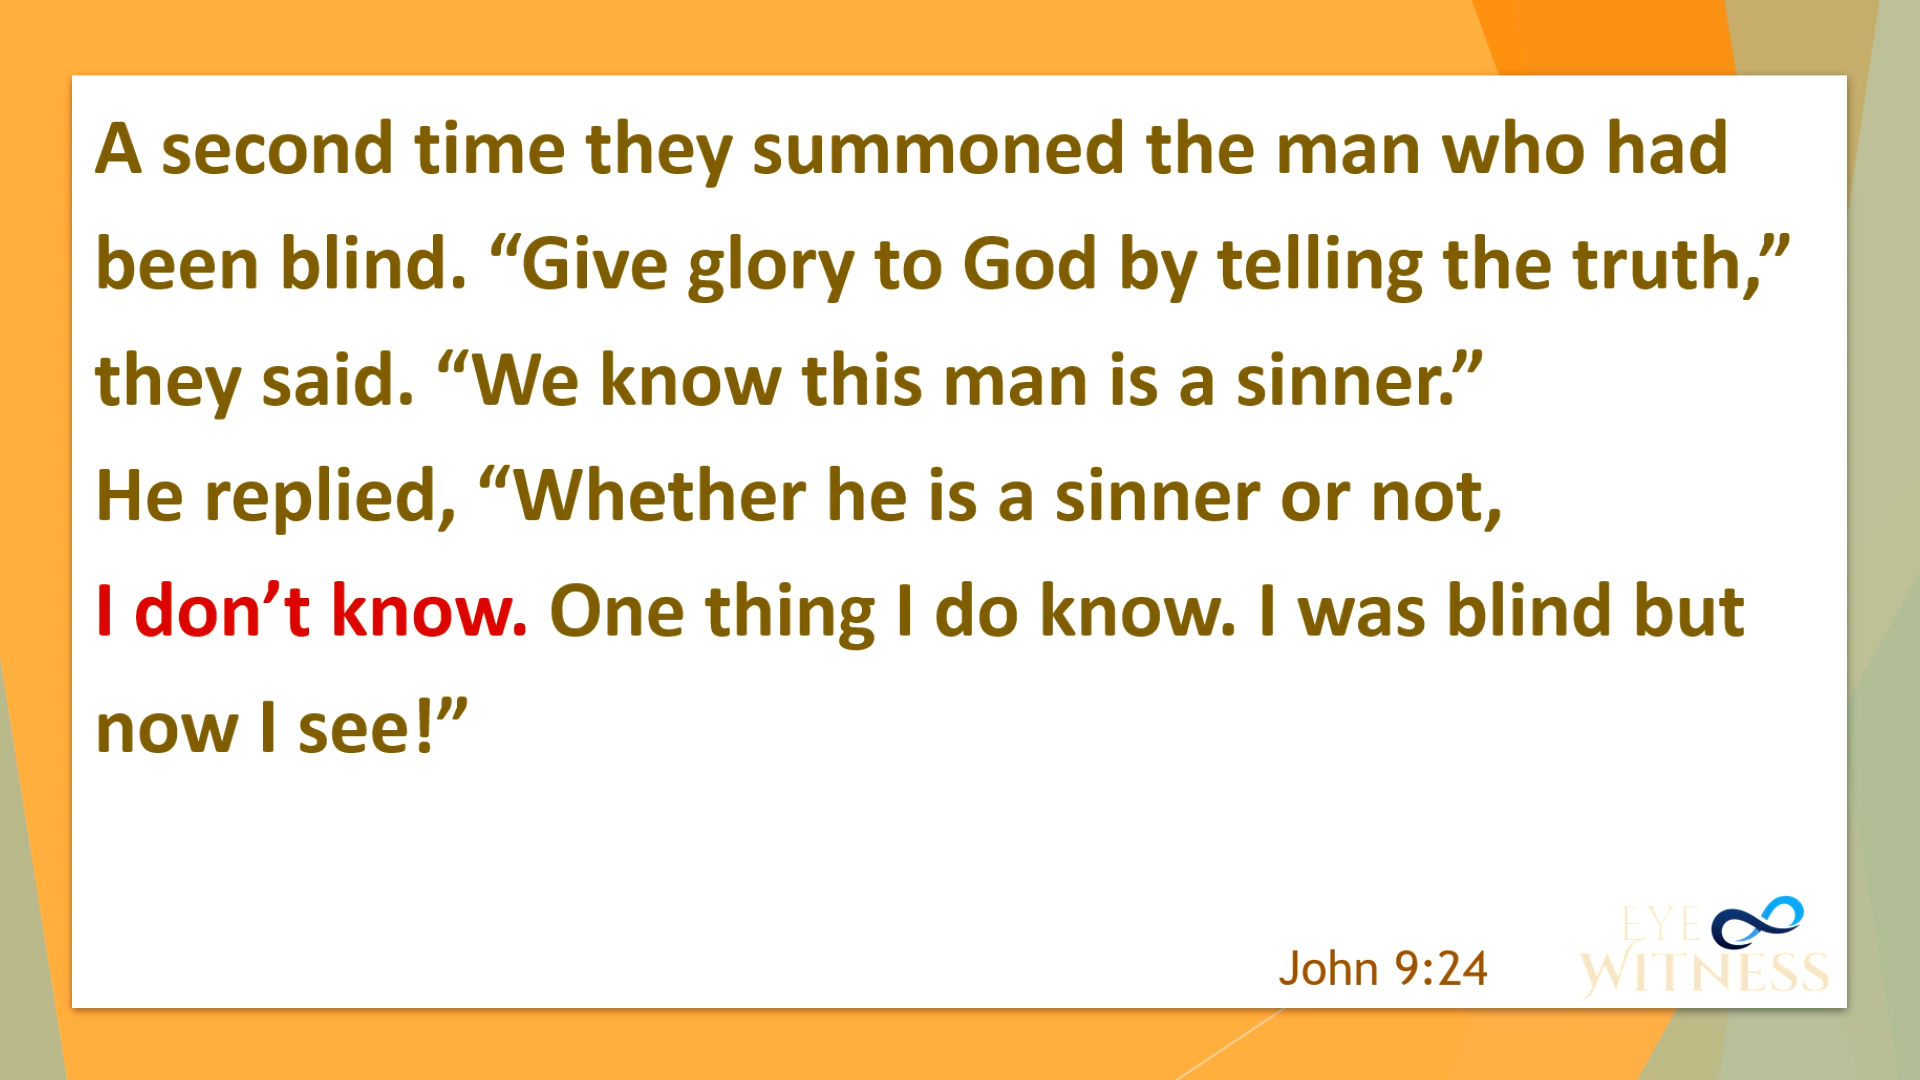 A second time they summoned the man who had
been blind. “Give glory to God by telling the truth,”
they said. “We know this man is a sinner.”
He replied, “Whether he is a sinner or not,
I don’t know. One thing I do know. I was blind but
now I see!”
John 9:24
EYE
WITNESS